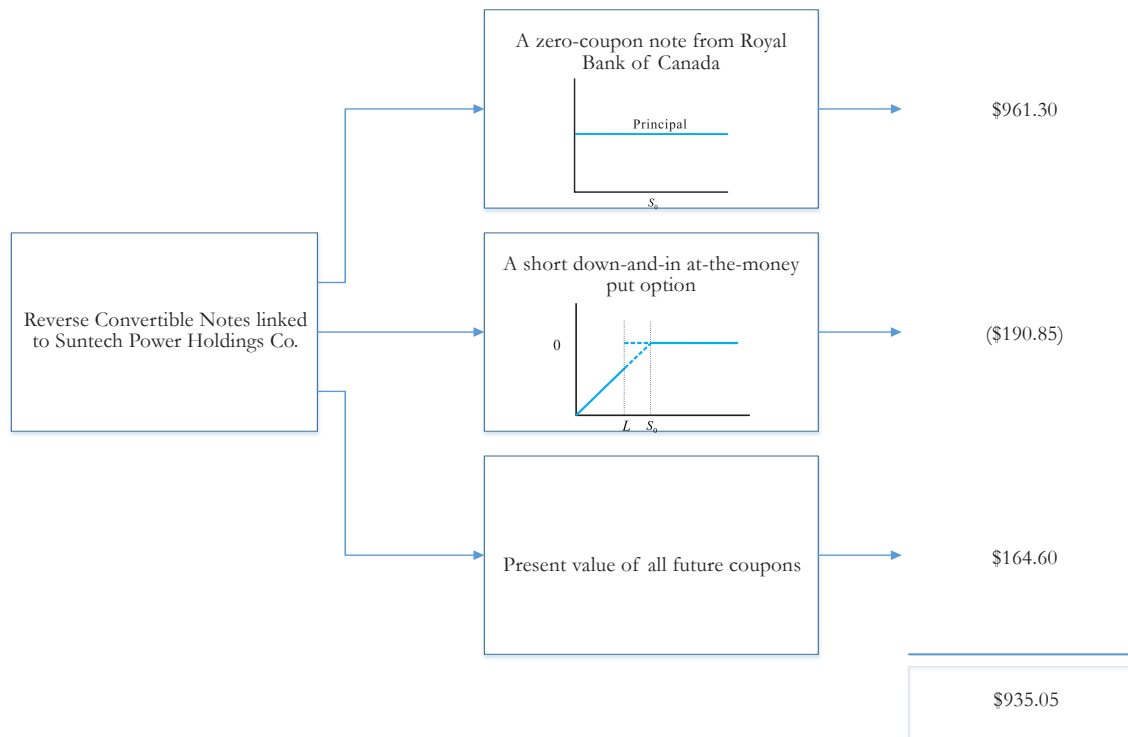 A zero-coupon note from Royal
Bank of Canada
Principal
S₀
$961.30
Reverse Convertible Notes linked
to Suntech Power Holdings Co.
A short down-and-in at-the-money
put option
0
L S₀
($190.85)
Present value of all future coupons
$164.60
$935.05